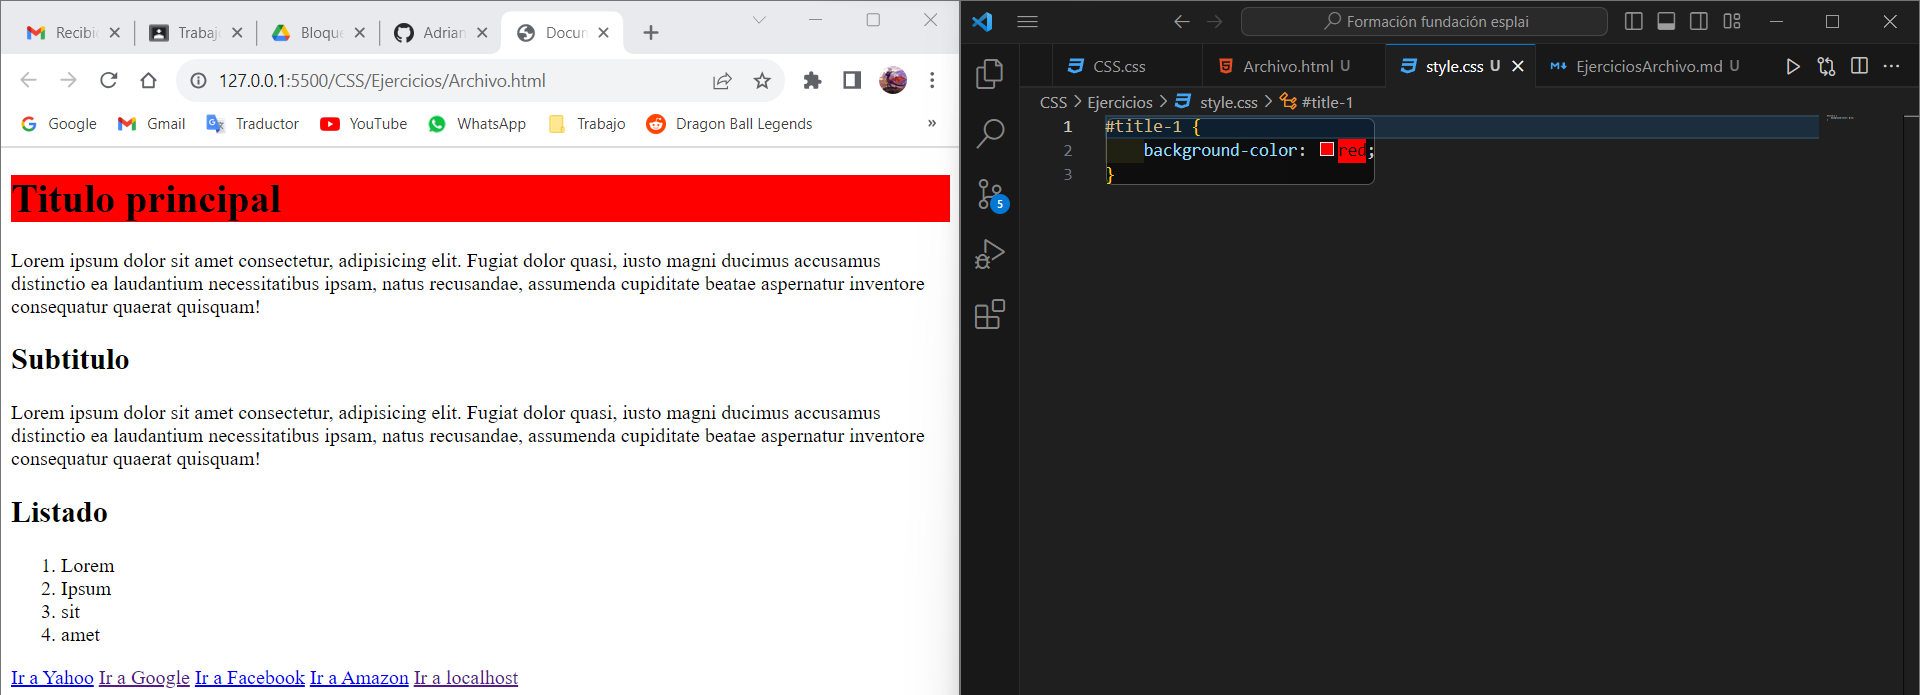 Recibi
Trabaj
Bloque
Adrian
Docun
127.0.0.1:5500/CSS/Ejercicios/Archivo.html
Google
Gmail
Traductor
YouTube
WhatsApp
Trabajo
Dragon Ball Legends
»
Titulo principal
Lorem ipsum dolor sit amet consectetur, adipisicing elit. Fugiat dolor quasi, iusto magni ducimus accusamus
distinctio ea laudantium necessitatibus ipsam, natus recusandae, assumenda cupiditate beatae aspernatur inventore
consequatur quaerat quisquam!
Subtitulo
Lorem ipsum dolor sit amet consectetur, adipisicing elit. Fugiat dolor quasi, iusto magni ducimus accusamus
distinctio ea laudantium necessitatibus ipsam, natus recusandae, assumenda cupiditate beatae aspernatur inventore
consequatur quaerat quisquam!
Listado
1. Lorem
2. Ipsum
3. sit
4. amet
Ir a Yahoo Ir a Google Ir a Facebook Ir a Amazon Ir a localhost
Formación fundación esplai
CSS.css
Archivo.html U
style.css U
EjerciciosArchivo.md U
CSS > Ejercicios > style.css > #title-1
5
1 #title-1 {
2 background-color: red;
3 }